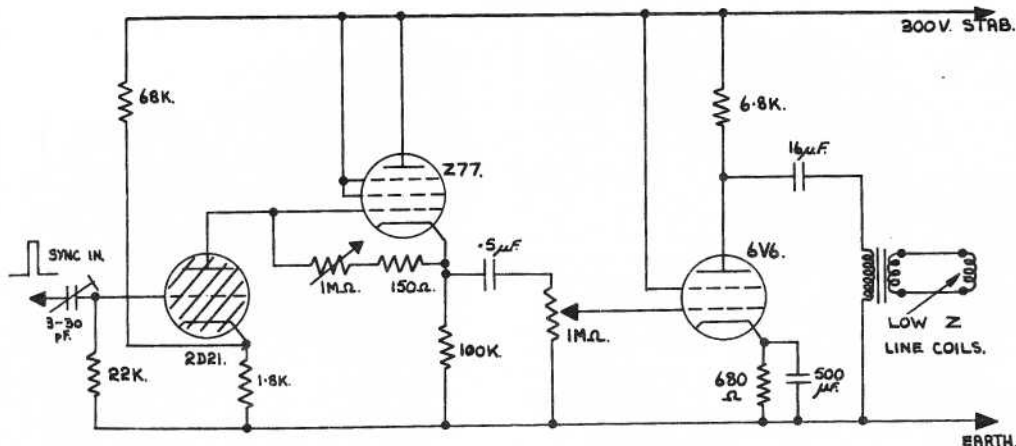 300V. STAB.
68K.
6·8K.
Z77.
16µF.
SYNC IN.
·5µF.
6V6.
1MΩ.
150Ω.
3-30
pF.
2D21.
1MΩ.
LOW Z
LINE COILS.
22K.
1·8K.
100K.
680
Ω
500
µF.
EARTH.